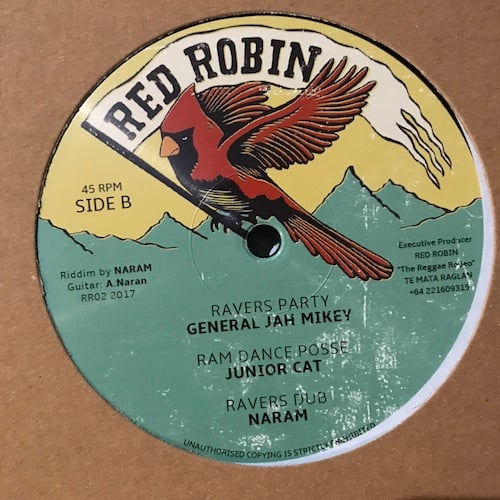 RED ROBIN
45 RPM
SIDE B
Riddim by NARAM
Guitar: A.Naran
RR02 2017
Executive Producer
RED ROBIN
"The Reggae Rodeo"
TE MATA RAGLAN
+64 221609315
RAVERS PARTY
GENERAL JAH MIKEY
RAM DANCE POSSE
JUNIOR CAT
RAVERS DUB
NARAM
UNAUTHORISED COPYING IS STRICTLY PROHIBITED